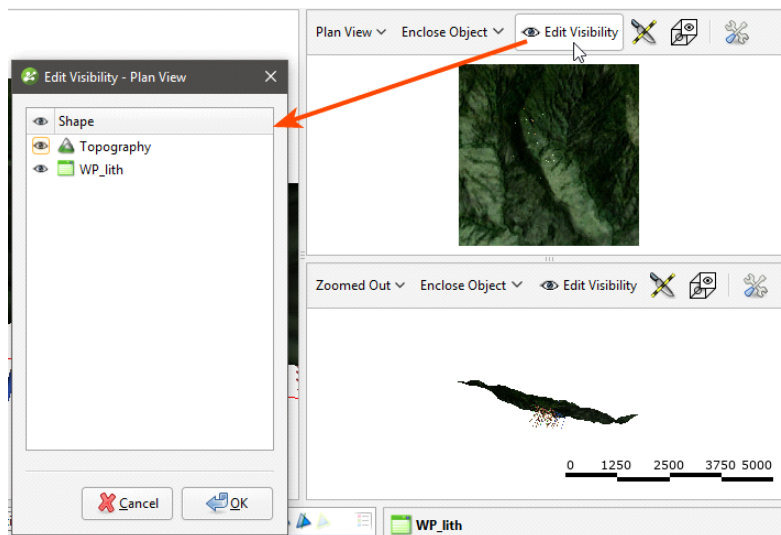 Plan View Enclose Object Edit Visibility
Edit Visibility - Plan View
Shape
Topography
WP_lith
Cancel OK
Zoomed Out Enclose Object Edit Visibility
0 1250 2500 3750 5000
WP_lith